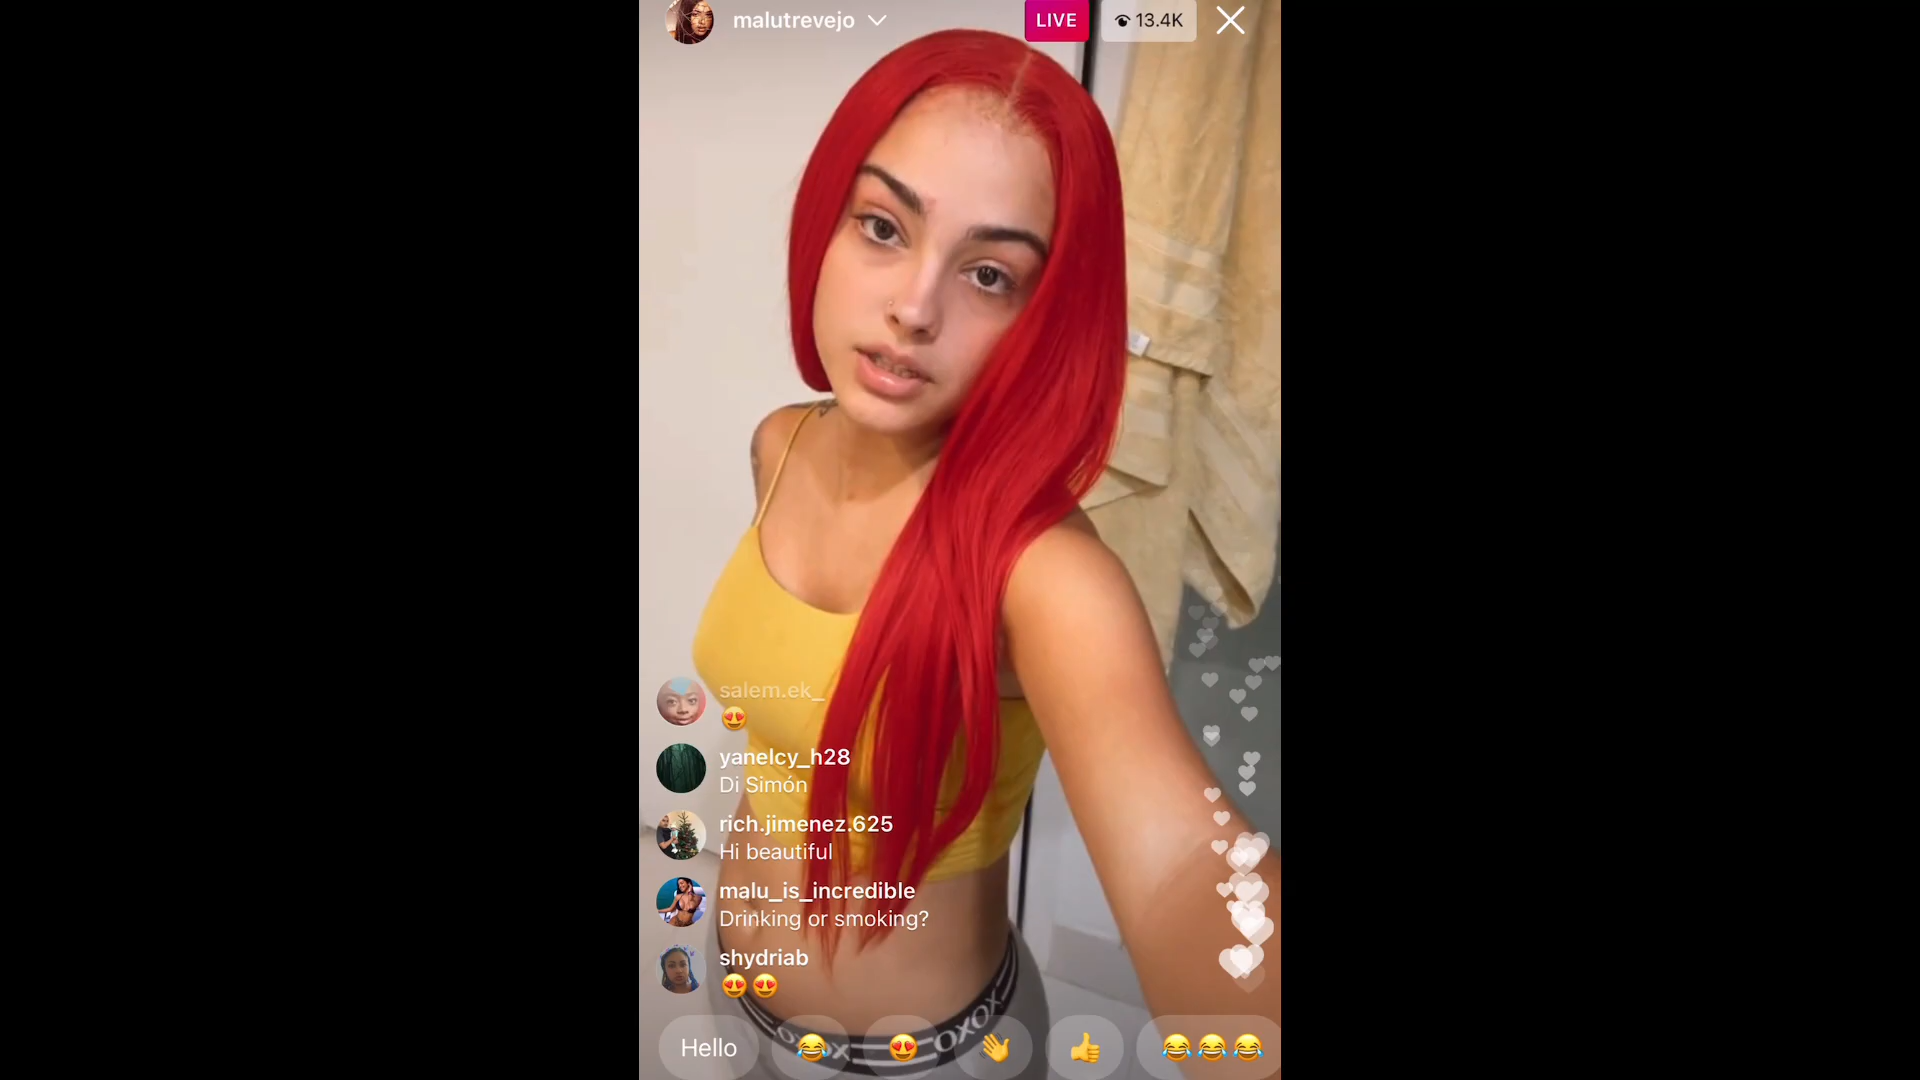 malutrevejo
LIVE
13.4K
salem.ek_
😍
yanelcy_h28
Di Simón
rich.jimenez.625
Hi beautiful
malu_is_incredible
Drinking or smoking?
shydriab
😍😍
OXOX
Hello 😂 😍 👋 👍 😂😂😂